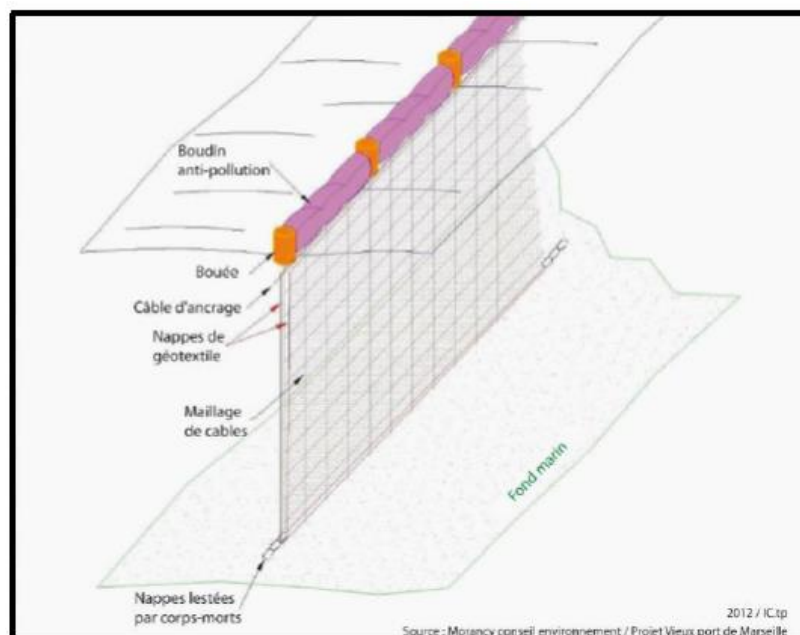 Boudin
anti-pollution
Bouée
Câble d'ancrage
Nappes de
géotextile
Maillage
de cables
Fond marin
Nappes lestées
par corps-morts
2012 / IC.tp
Source : Morancy conseil environnement / Projet Vieux port de Marseille